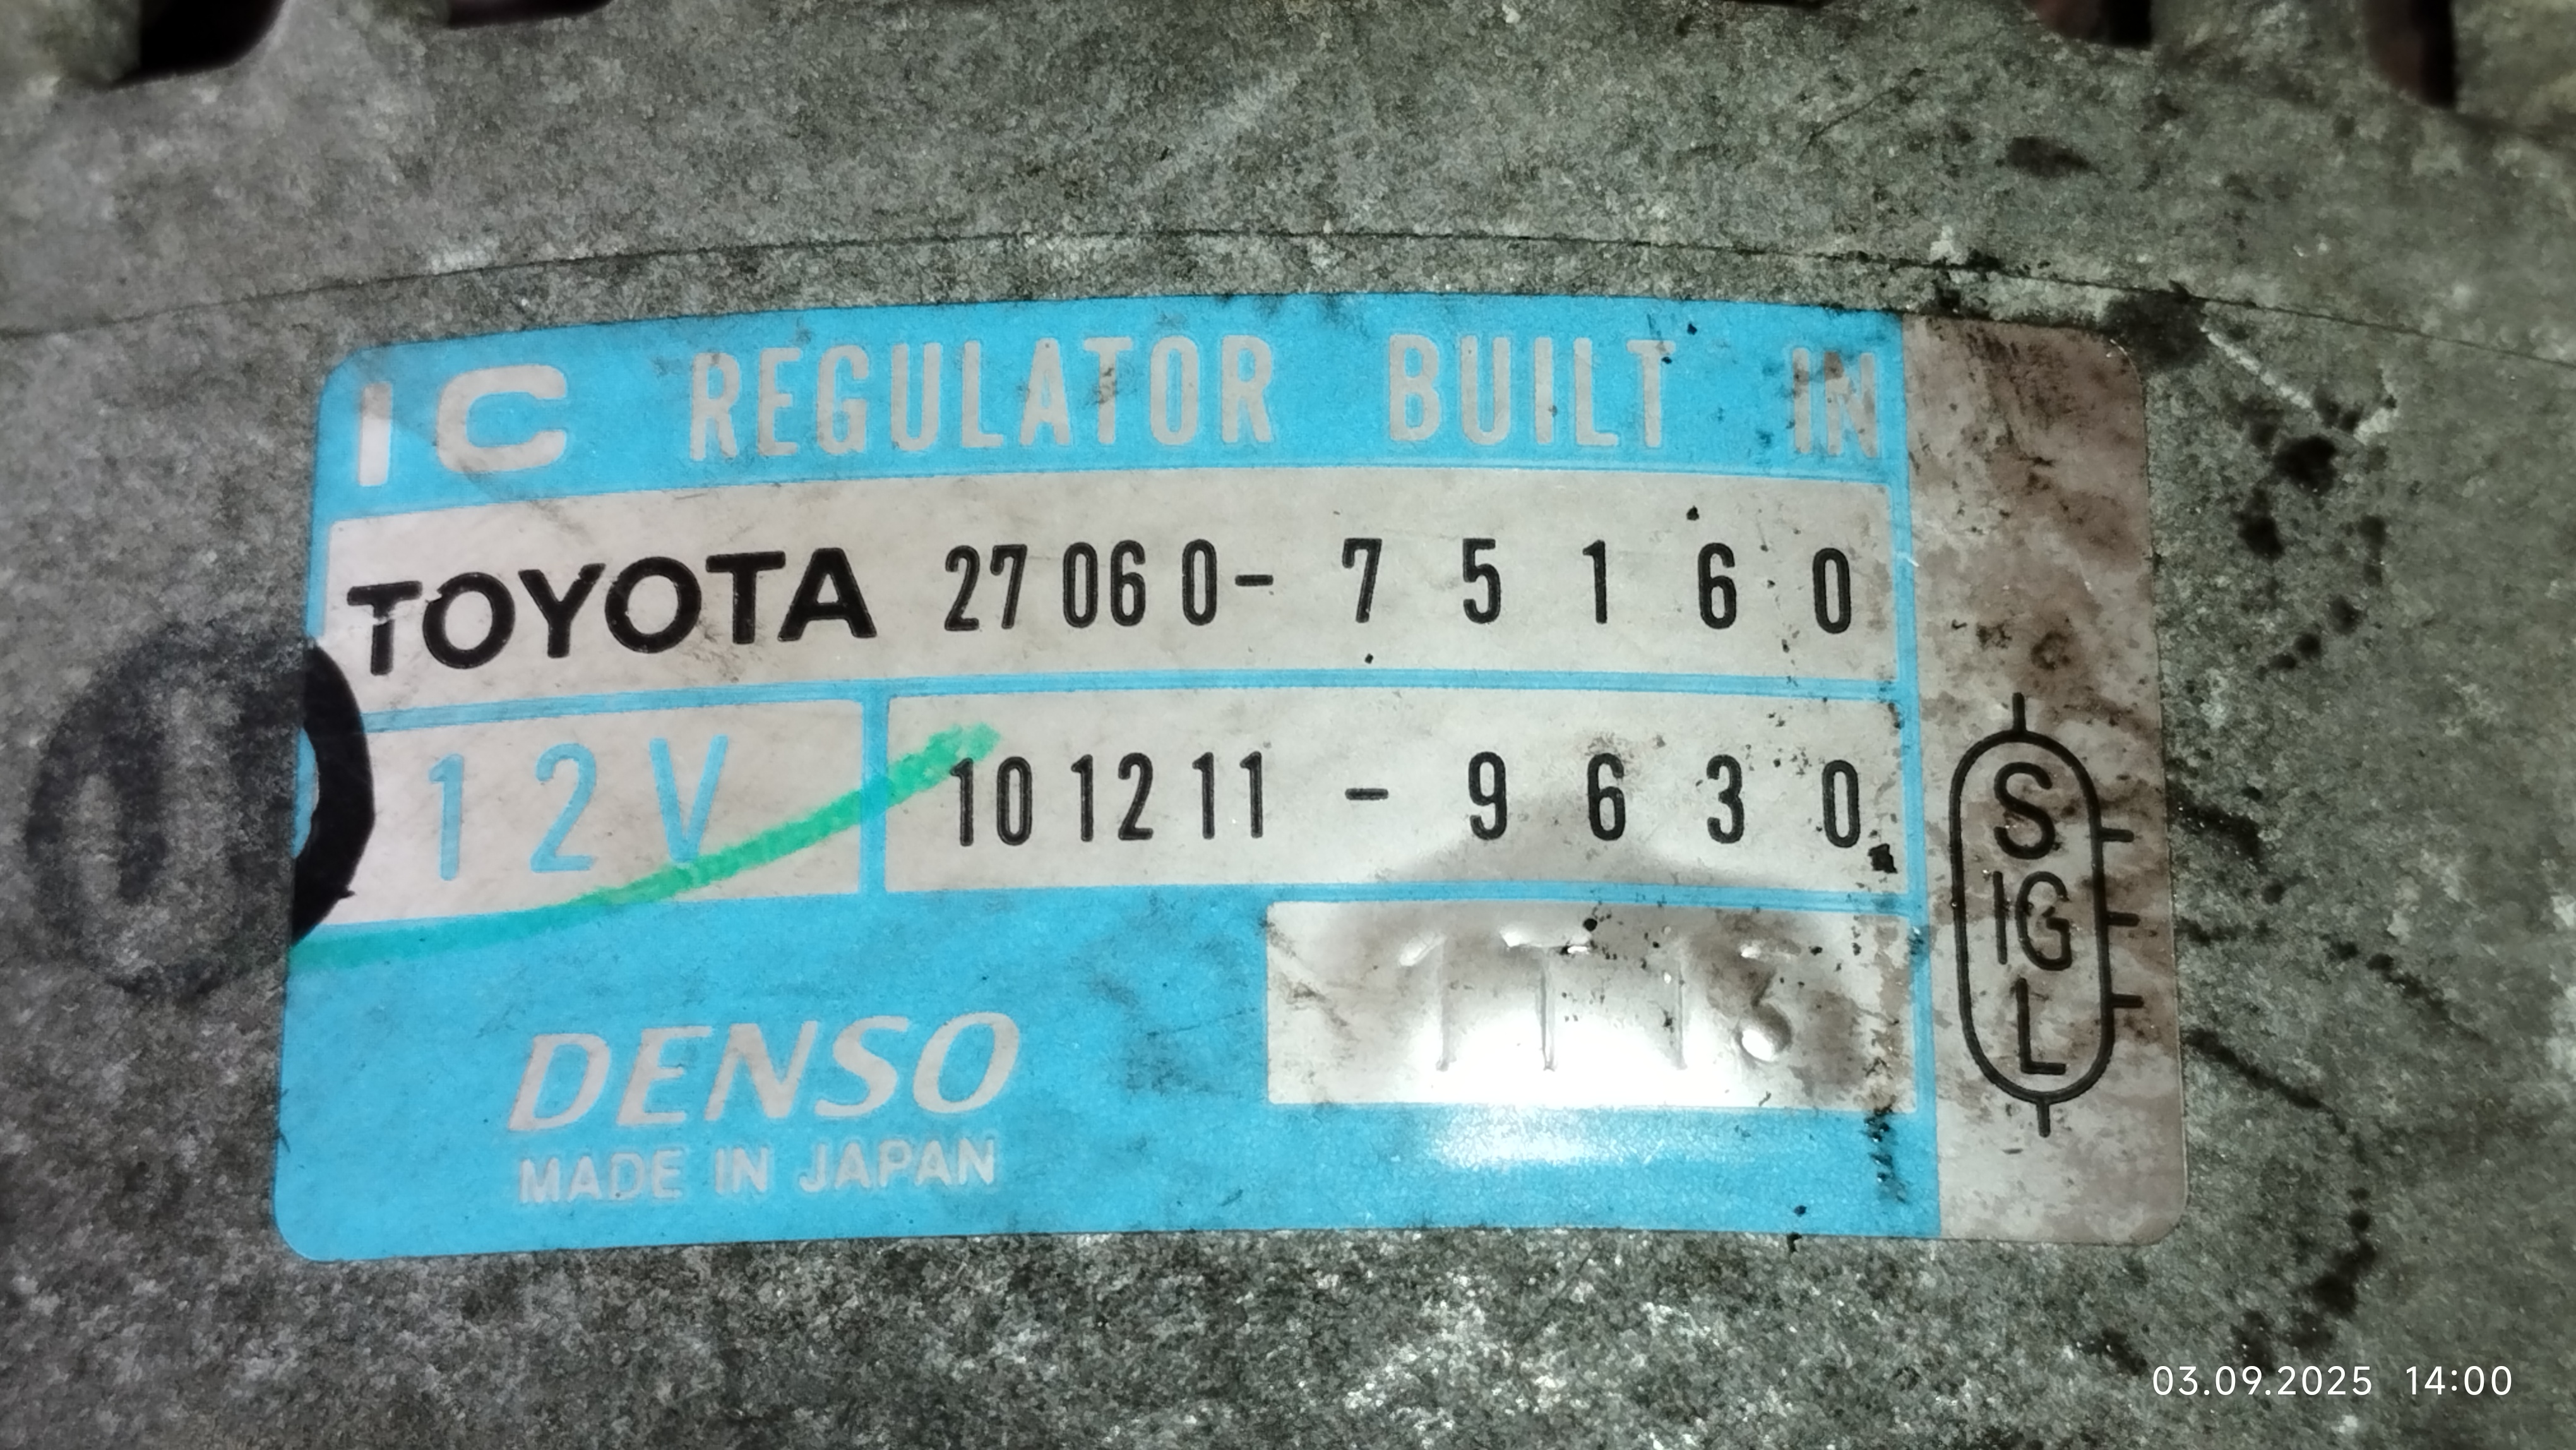 IC REGULATOR BUILT IN
TOYOTA 27060-75160
12V 101211-9630
DENSO
MADE IN JAPAN
S
IG
L
03.09.2025 14:00